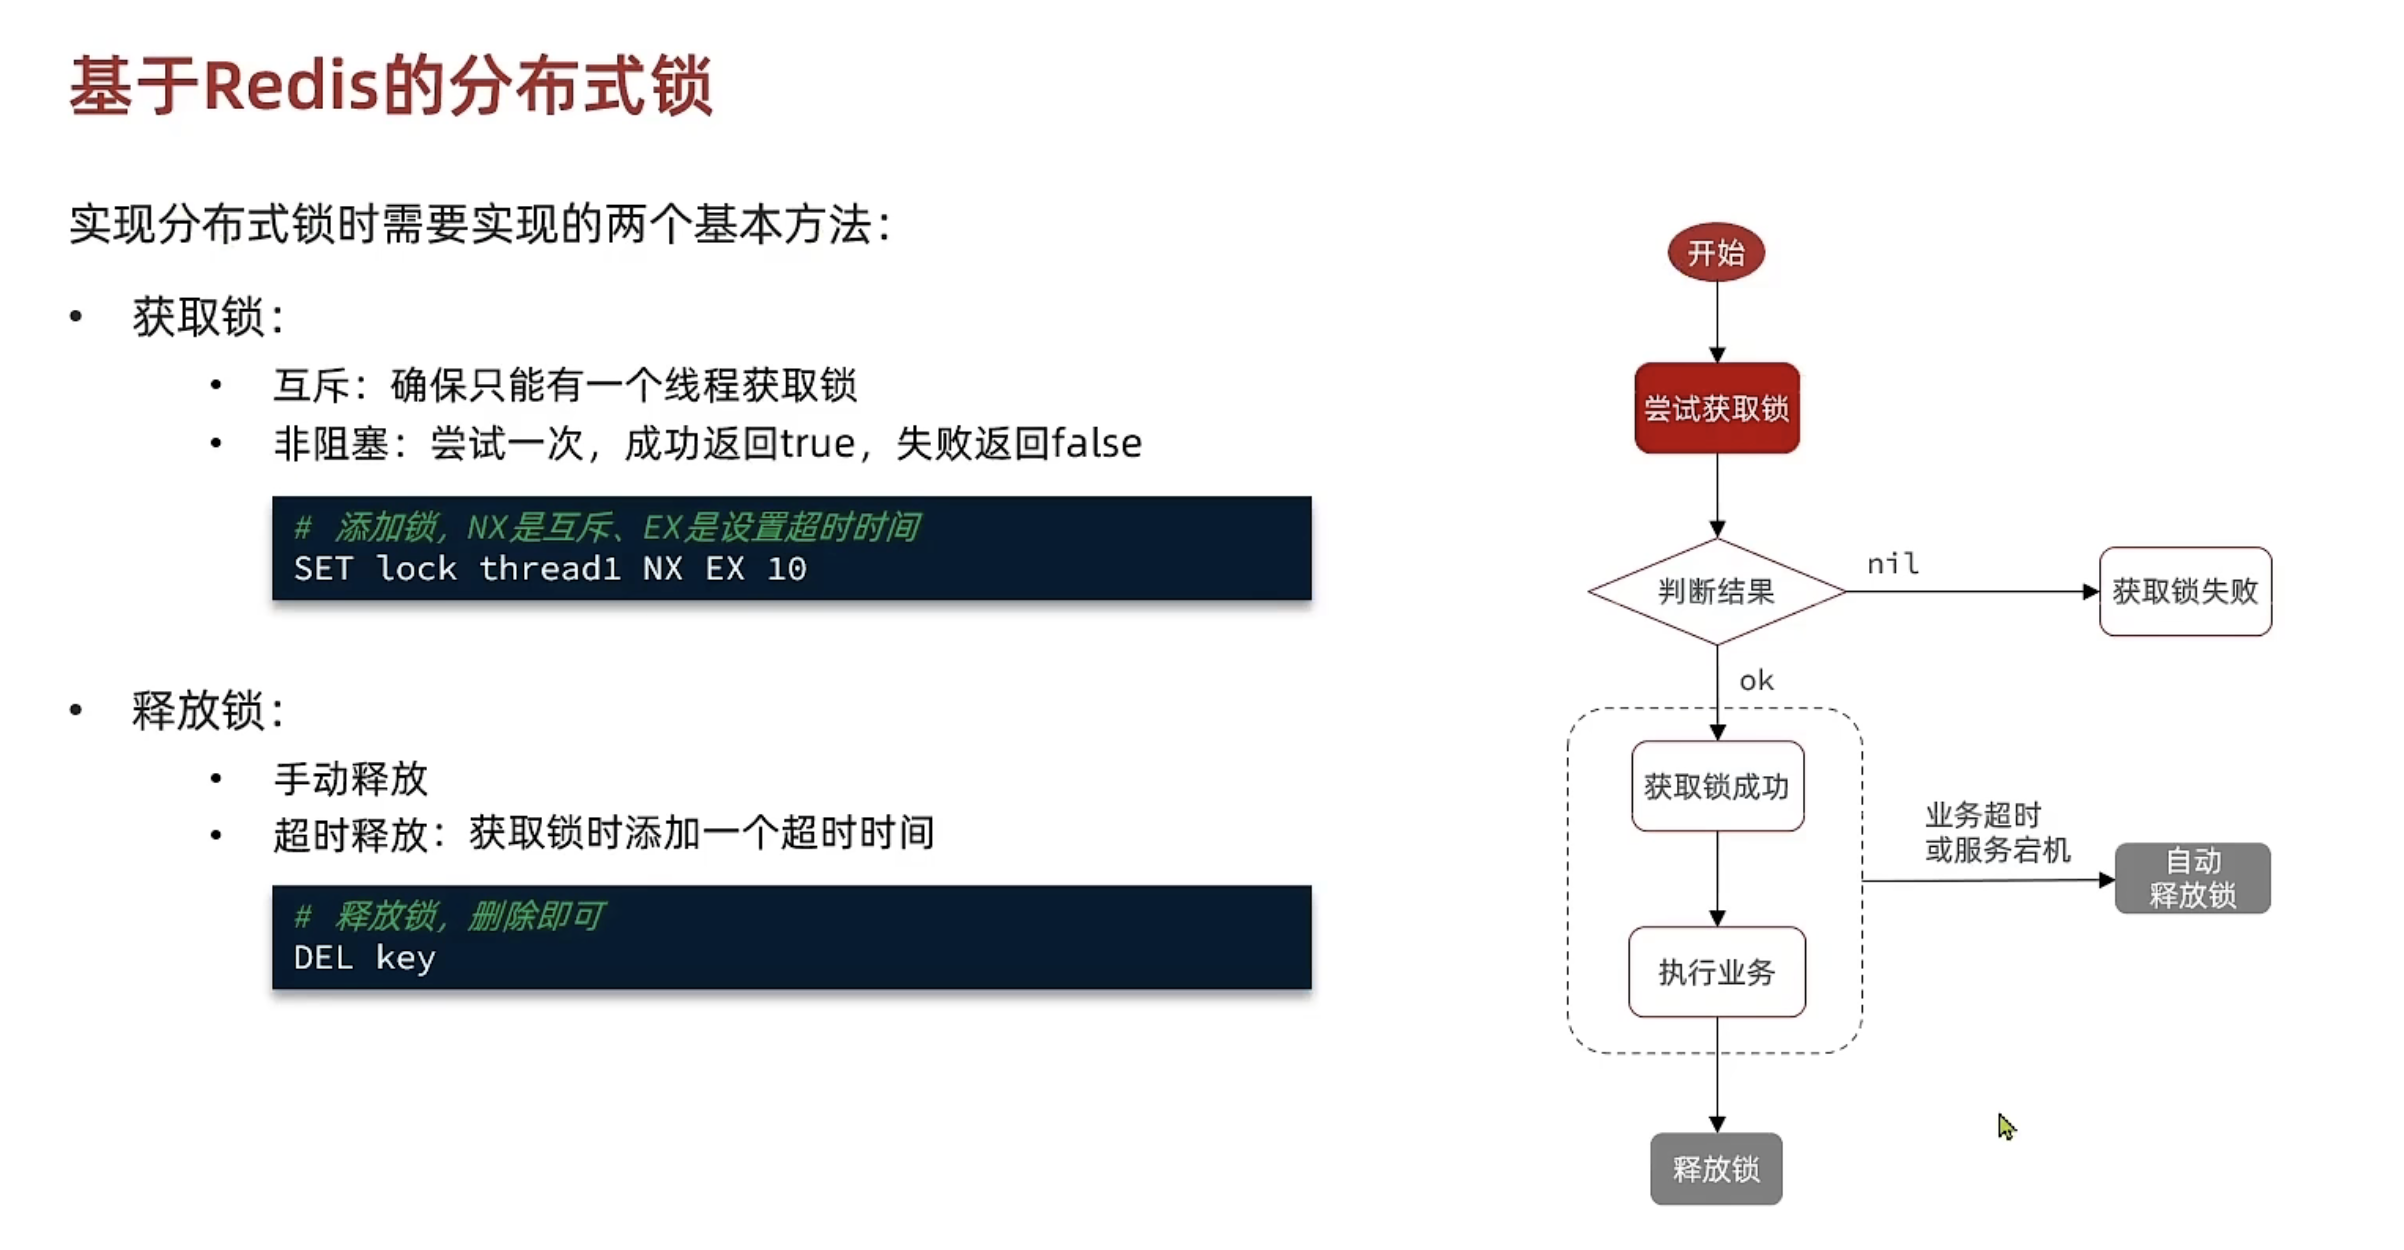 基于Redis的分布式锁
实现分布式锁时需要实现的两个基本方法：
• 获取锁：
• 互斥：确保只能有一个线程获取锁
• 非阻塞：尝试一次，成功返回true，失败返回false
# 添加锁，NX是互斥、EX是设置超时时间
SET lock thread1 NX EX 10
• 释放锁：
• 手动释放
• 超时释放：获取锁时添加一个超时时间
# 释放锁，删除即可
DEL key
开始
尝试获取锁
判断结果
nil
获取锁失败
ok
获取锁成功
执行业务
业务超时
或服务宕机
自动
释放锁
释放锁